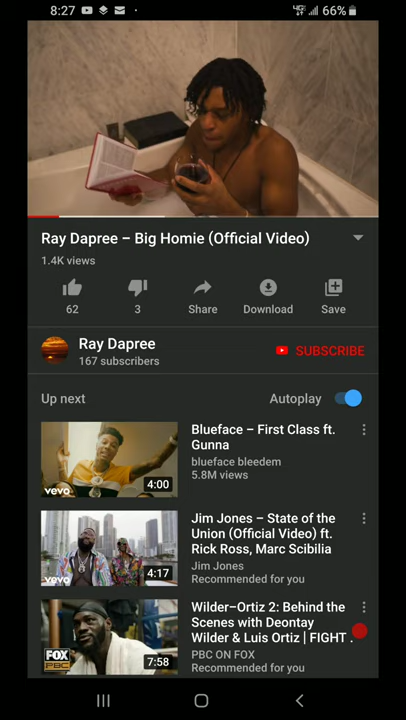 8:27
66%
Ray Dapree – Big Homie (Official Video)
1.4K views
62
3
Share
Download
Save
Ray Dapree
167 subscribers
SUBSCRIBE
Up next
Autoplay
Blueface – First Class ft.
Gunna
blueface bleedem
5.8M views
vevo
4:00
Jim Jones – State of the
Union (Official Video) ft.
Rick Ross, Marc Scibilia
Jim Jones
Recommended for you
vevo
4:17
Wilder–Ortiz 2: Behind the
Scenes with Deontay
Wilder & Luis Ortiz | FIGHT .
PBC ON FOX
Recommended for you
FOX
PBC
7:58